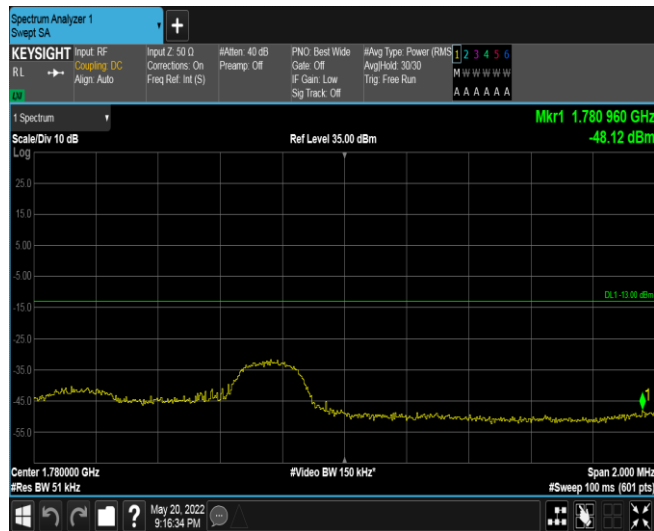 Spectrum Analyzer 1
Swept SA
KEYSIGHT
RL
Input: RF
Coupling: DC
Align: Auto
Input Z: 50 Ω
Corrections: On
Freq Ref: Int (S)
#Atten: 40 dB
Preamp: Off
PNO: Best Wide
Gate: Off
IF Gain: Low
Sig Track: Off
#Avg Type: Power (RMS
Avg|Hold: 30/30
Trig: Free Run
1 2 3 4 5 6
M W W W W W
A A A A A A
1 Spectrum
Scale/Div 10 dB
Ref Level 35.00 dBm
Mkr1 1.780 960 GHz
-48.12 dBm
Log
25.0
15.0
5.00
-5.00
DL1 -13.00 dBm
-15.0
-25.0
-35.0
1
-45.0
-55.0
Center 1.780000 GHz
#Video BW 150 kHz*
Span 2.000 MHz
#Res BW 51 kHz
#Sweep 100 ms (601 pts)
?
May 20, 2022
9:16:34 PM